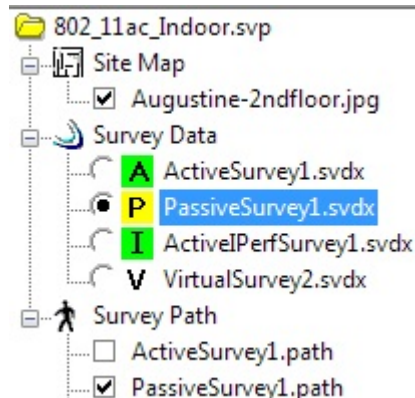 802_11ac_Indoor.svp
Site Map
Augustine-2ndfloor.jpg
Survey Data
A ActiveSurvey1.svdx
P PassiveSurvey1.svdx
I ActiveIPerfSurvey1.svdx
V VirtualSurvey2.svdx
Survey Path
ActiveSurvey1.path
PassiveSurvey1.path